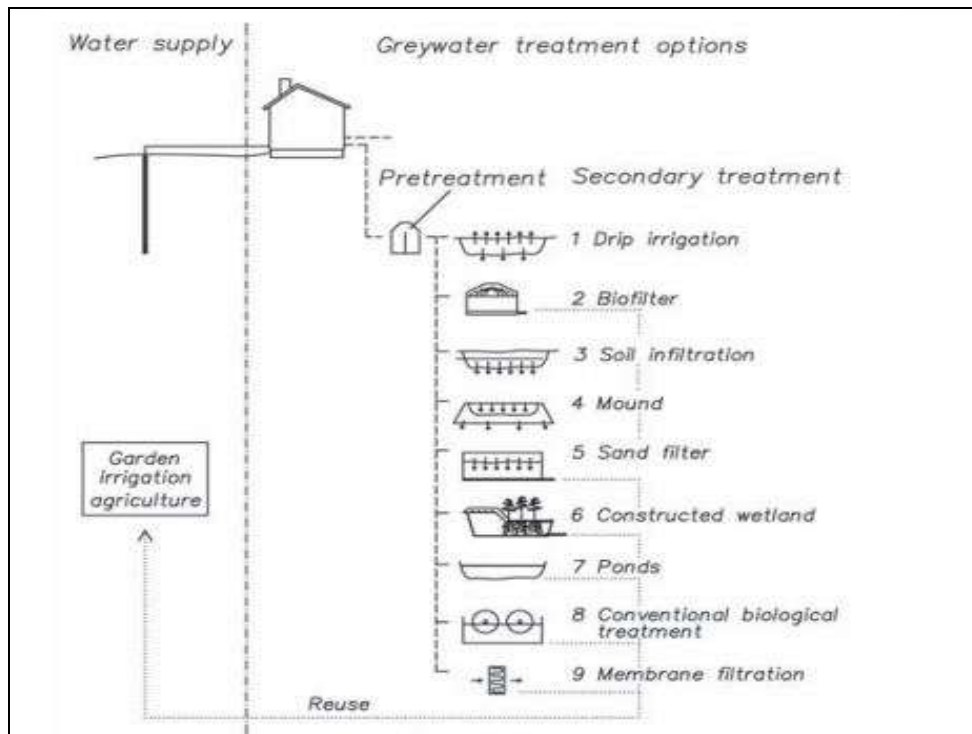 Water supply
Greywater treatment options
Pretreatment
Secondary treatment
1 Drip irrigation
2 Biofilter
3 Soil infiltration
4 Mound
5 Sand filter
6 Constructed wetland
7 Ponds
8 Conventional biological
treatment
9 Membrane filtration
Garden
irrigation
agriculture
Reuse